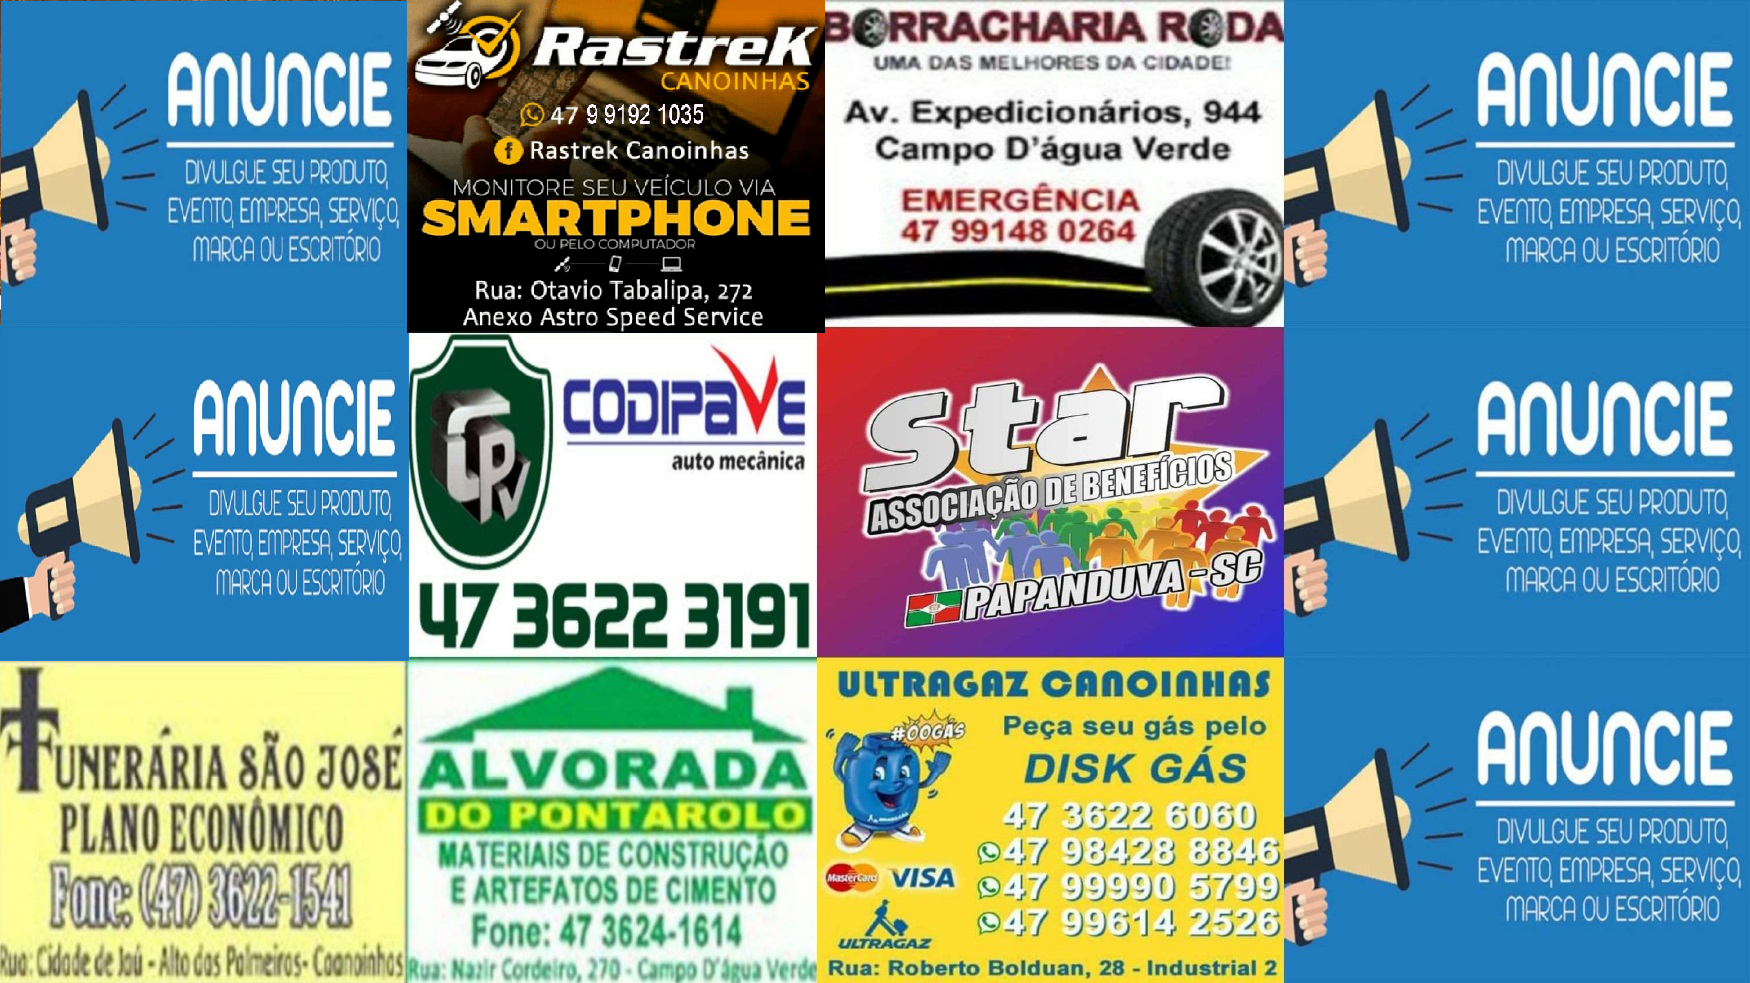 ANUNCIE
DIVULGUE SEU PRODUTO,
EVENTO, EMPRESA, SERVIÇO,
MARCA OU ESCRITÓRIO
RastreK
CANOINHAS
47 9 9192 1035
Rastrek Canoinhas
MONITORE SEU VEÍCULO VIA
SMARTPHONE
OU PELO COMPUTADOR
Rua: Otavio Tabalipa, 272
Anexo Astro Speed Service
BORRACHARIA RODA
UMA DAS MELHORES DA CIDADE!
Av. Expedicionários, 944
Campo D'água Verde
EMERGÊNCIA
47 99148 0264
ANUNCIE
DIVULGUE SEU PRODUTO,
EVENTO, EMPRESA, SERVIÇO,
MARCA OU ESCRITÓRIO
ANUNCIE
DIVULGUE SEU PRODUTO,
EVENTO, EMPRESA, SERVIÇO,
MARCA OU ESCRITÓRIO
CODIPAVE
auto mecânica
47 3622 3191
Star
ASSOCIAÇÃO DE BENEFÍCIOS
PAPANDUVA - SC
ANUNCIE
DIVULGUE SEU PRODUTO,
EVENTO, EMPRESA, SERVIÇO,
MARCA OU ESCRITÓRIO
FUNERÁRIA SÃO JOSÉ
PLANO ECONÔMICO
Fone: (47) 3622-1541
Rua: Cidade de Jaú - Alto das Palmeiras - Canoinhas
ALVORADA
DO PONTAROLO
MATERIAIS DE CONSTRUÇÃO
E ARTEFATOS DE CIMENTO
Fone: 47 3624-1614
Rua: Nazir Cordeiro, 270 - Campo D'água Verde
ULTRAGAZ CANOINHAS
#OOGÁS
Peça seu gás pelo
DISK GÁS
47 3622 6060
47 98428 8846
MasterCard VISA
47 99990 5799
47 99614 2526
ULTRAGAZ
Rua: Roberto Bolduan, 28 - Industrial 2
ANUNCIE
DIVULGUE SEU PRODUTO,
EVENTO, EMPRESA, SERVIÇO,
MARCA OU ESCRITÓRIO